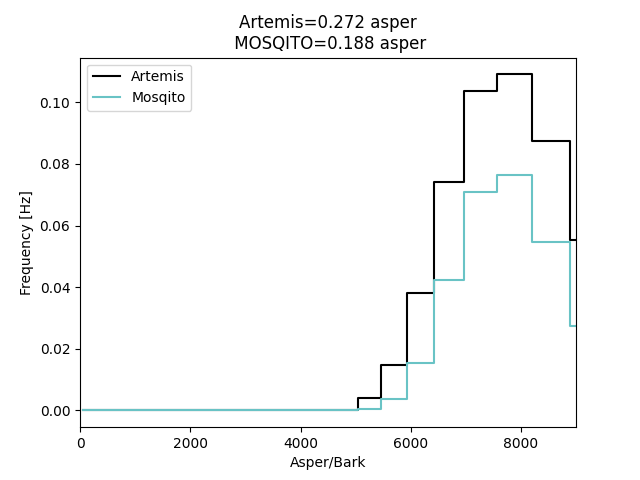 Artemis=0.272 asper
MOSQITO=0.188 asper
Artemis
Mosqito
0.10
0.08
0.06
0.04
0.02
0.00
Frequency [Hz]
0 2000 4000 6000 8000
Asper/Bark